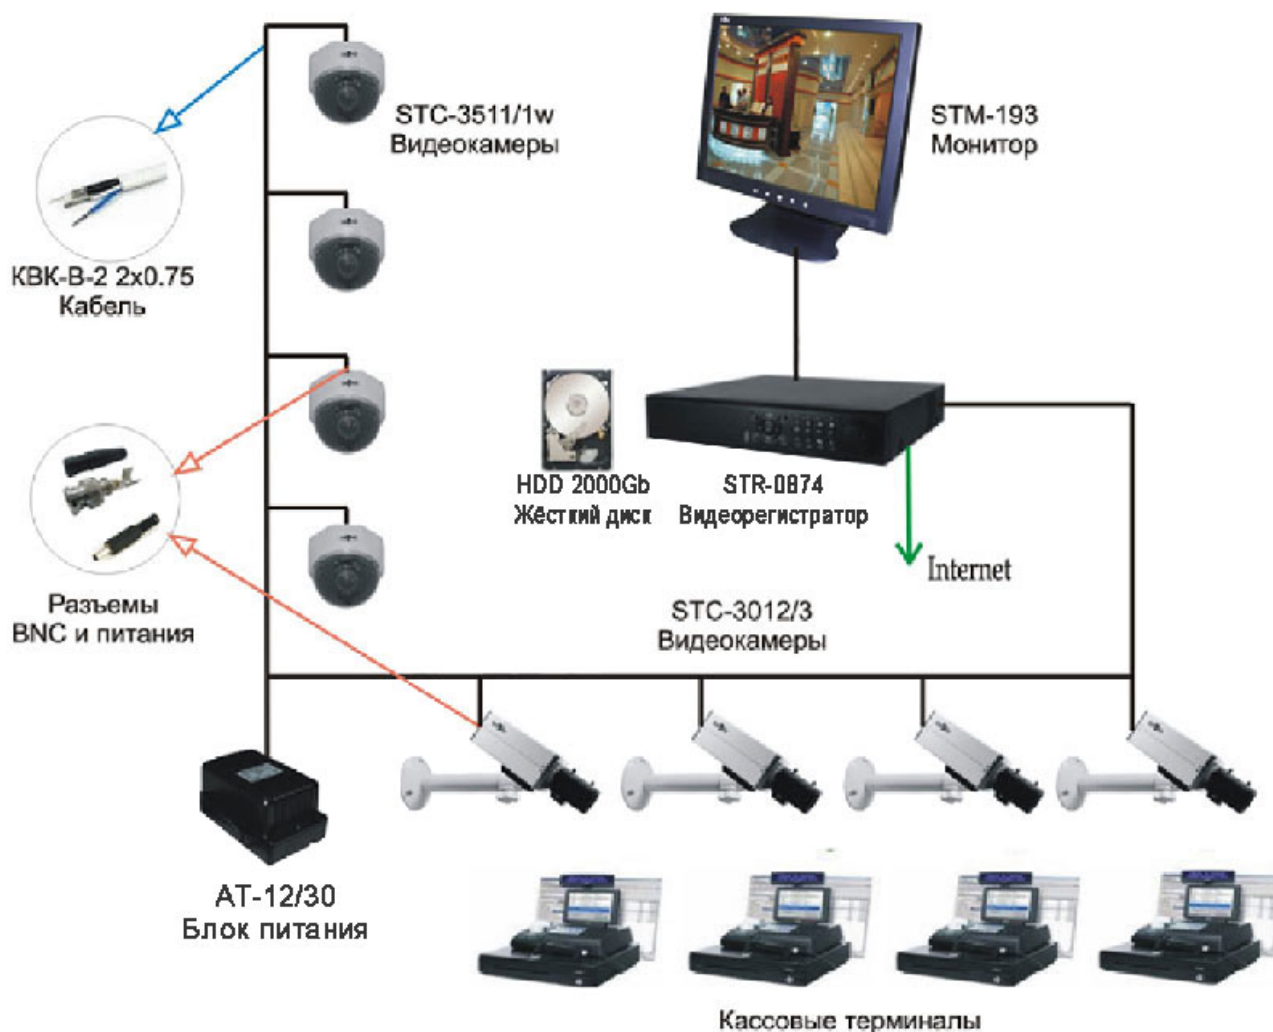 STC-3511/1w
Видеокамеры
STM-193
Монитор
КВК-В-2 2x0.75
Кабель
HDD 2000Gb
Жёсткий диск
STR-0874
Видеорегистратор
Internet
Разъемы
BNC и питания
STC-3012/3
Видеокамеры
АТ-12/30
Блок питания
Кассовые терминалы